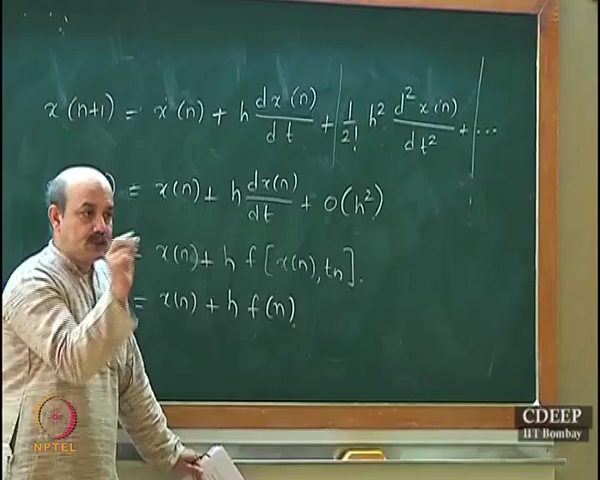 x(n+1) = x(n) + h dx(n)/dt + 1/2! h² d²x(n)/dt² + ...
) = x(n) + h dx(n)/dt + O(h²)
= x(n) + h f[x(n), tn].
= x(n) + h f(n).
NPTEL
CDEEP
IIT Bombay